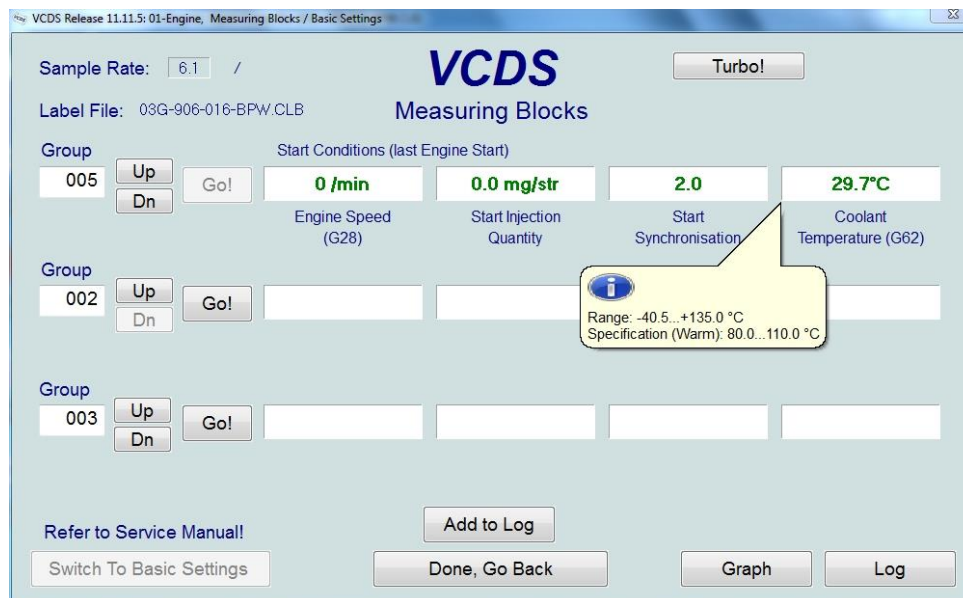 VCDS Release 11.11.5: 01-Engine, Measuring Blocks / Basic Settings
Sample Rate: 6.1 /
VCDS
Turbo!
Label File: 03G-906-016-BPW.CLB
Measuring Blocks
Group
Start Conditions (last Engine Start)
005
Up
Dn
Go!
0 /min
0.0 mg/str
2.0
29.7°C
Engine Speed
(G28)
Start Injection
Quantity
Start
Synchronisation
Coolant
Temperature (G62)
Group
002
Up
Dn
Go!
Range: -40.5...+135.0 °C
Specification (Warm): 80.0...110.0 °C
Group
003
Up
Dn
Go!
Refer to Service Manual!
Add to Log
Switch To Basic Settings
Done, Go Back
Graph
Log